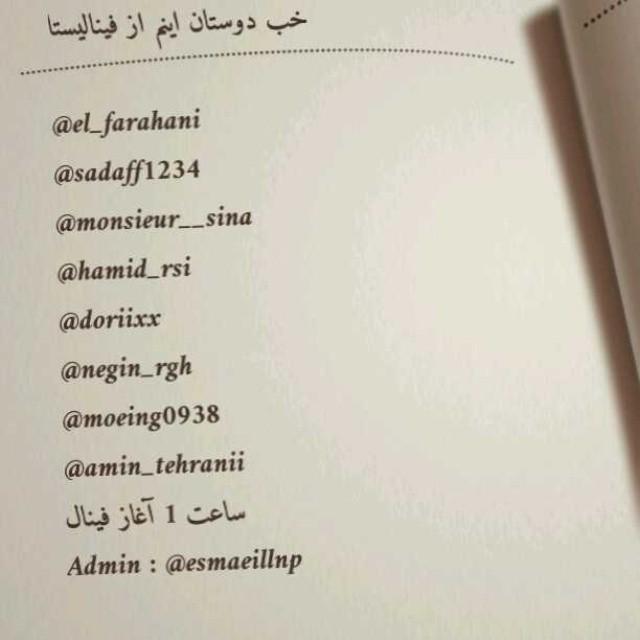 خب دوستان اینم از فینالیستا
@el_farahani
@sadaff1234
@monsieur__sina
@hamid_rsi
@doriixx
@negin_rgh
@moeing0938
@amin_tehranii
ساعت 1 آغاز فینال
Admin : @esmaeillnp